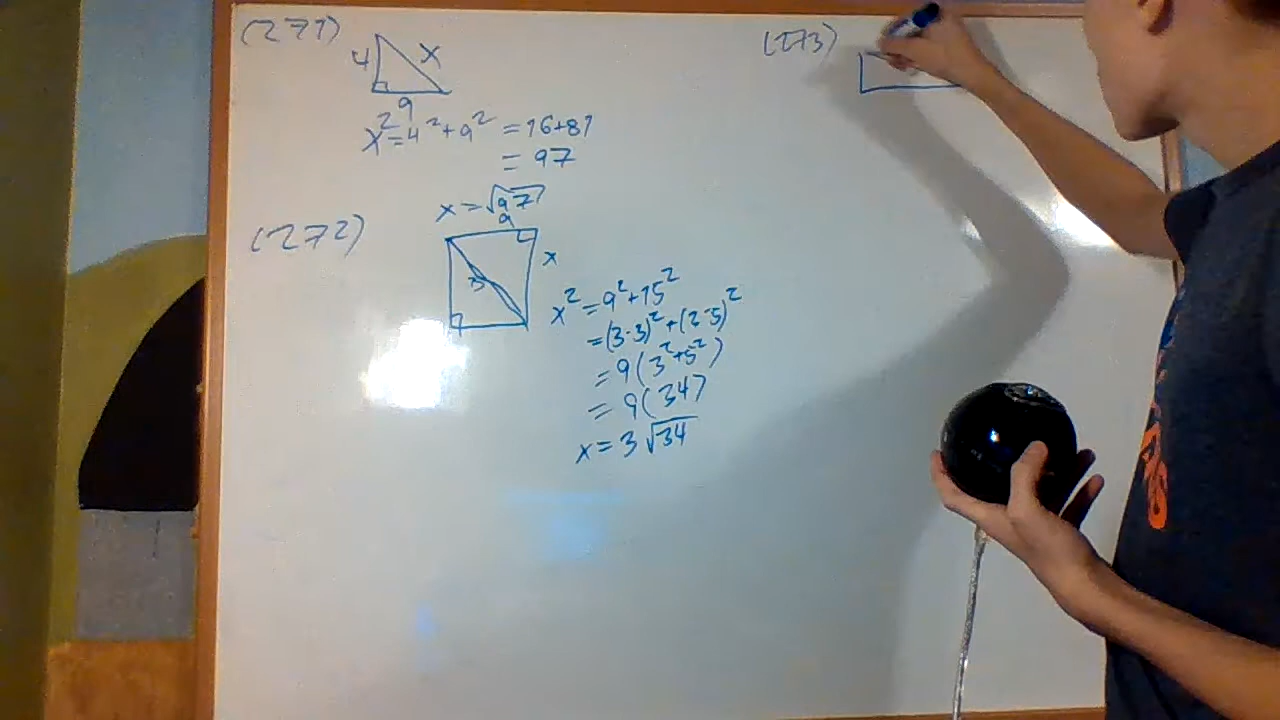 (271)
4
x
9
x²=4²+9² = 16+81
= 97
x=√97
(272)
9
x
x²=9²+15²
=(3·3)²+(3·5)²
= 9(3²+5²)
= 9(34)
x=3√34
(273)